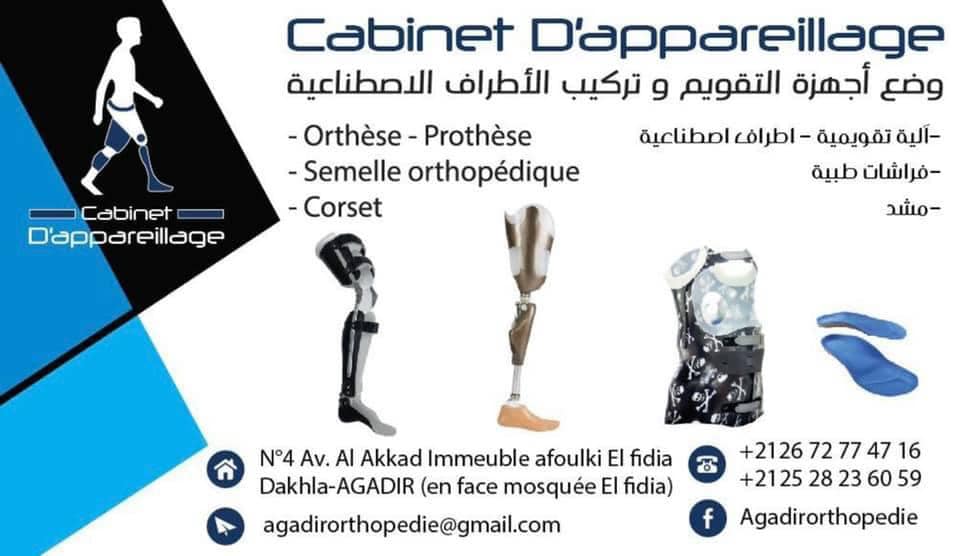 Cabinet D'appareillage
وضع أجهزة التقويم و تركيب الأطراف الاصطناعية
- Orthèse - Prothèse
- Semelle orthopédique
- Corset
-آلية تقويمية - اطراف اصطناعية
-فراشات طبية
-مشد
Cabinet
D'appareillage
N°4 Av. Al Akkad Immeuble afoulki El fidia
Dakhla-AGADIR (en face mosquée El fidia)
agadirorthopedie@gmail.com
+2126 72 77 47 16
+2125 28 23 60 59
Agadirorthopedie